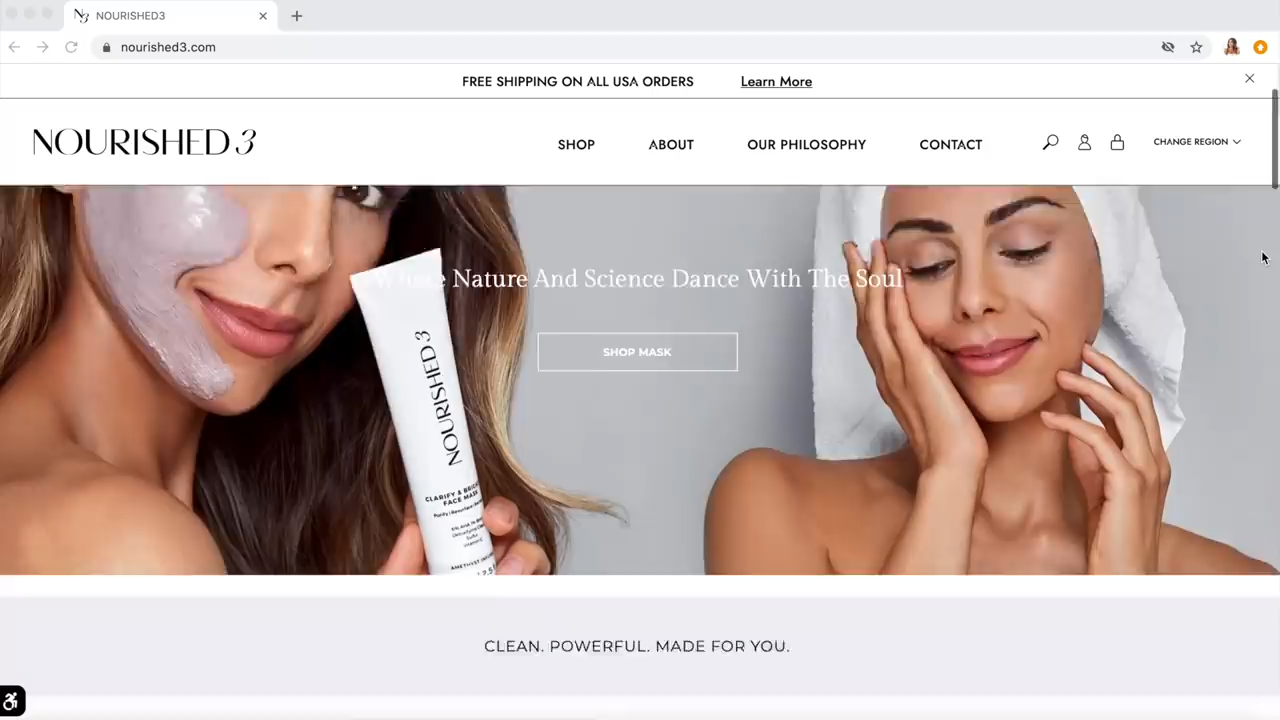 NOURISHED3
nourished3.com
FREE SHIPPING ON ALL USA ORDERS Learn More
NOURISHED 3
SHOP ABOUT OUR PHILOSOPHY CONTACT CHANGE REGION
Where Nature And Science Dance With The Soul
SHOP MASK
NOURISHED 3
CLARIFY & BRIGHT
FACE MASK
AMETHYST
CLEAN. POWERFUL. MADE FOR YOU.